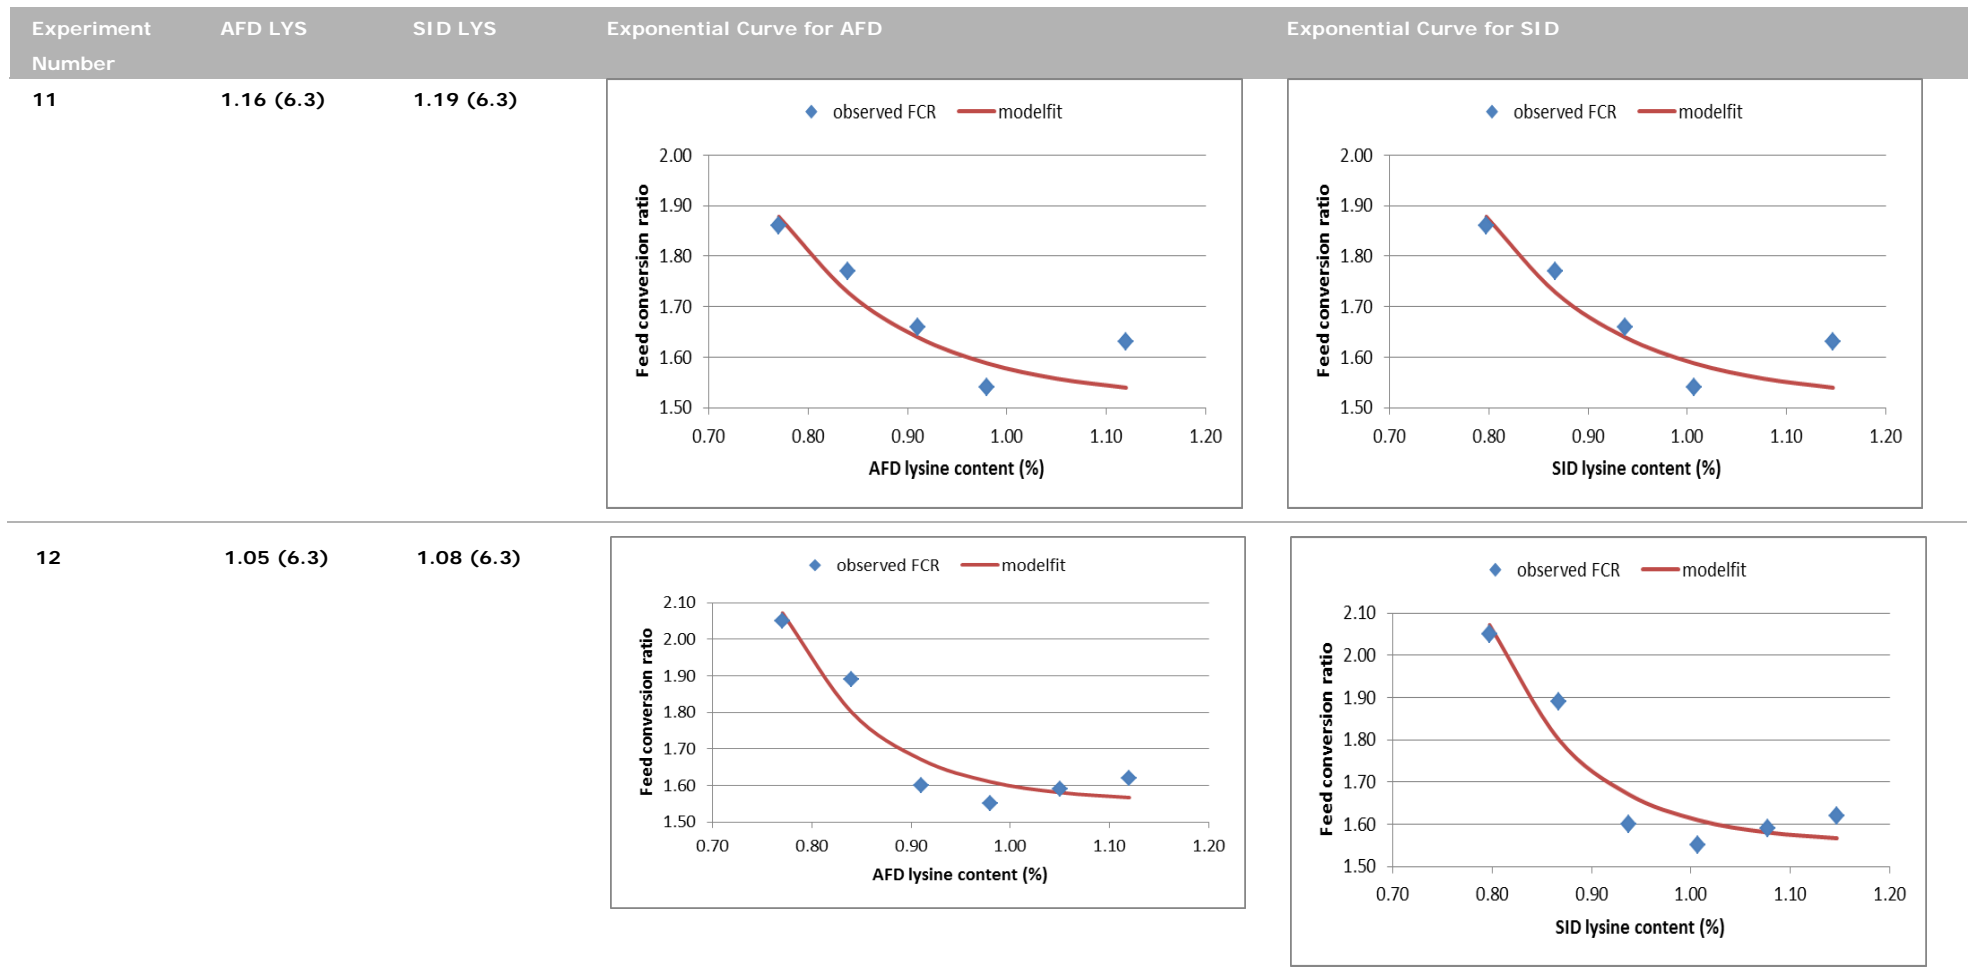 Experiment Number
AFD LYS
SID LYS
Exponential Curve for AFD
Exponential Curve for SID
11
1.16 (6.3)
1.19 (6.3)
observed FCR
modelfit
2.00
1.90
1.80
1.70
1.60
1.50
Feed conversion ratio
0.70 0.80 0.90 1.00 1.10 1.20
AFD lysine content (%)
observed FCR
modelfit
2.00
1.90
1.80
1.70
1.60
1.50
Feed conversion ratio
0.70 0.80 0.90 1.00 1.10 1.20
SID lysine content (%)
12
1.05 (6.3)
1.08 (6.3)
observed FCR
modelfit
2.10
2.00
1.90
1.80
1.70
1.60
1.50
Feed conversion ratio
0.70 0.80 0.90 1.00 1.10 1.20
AFD lysine content (%)
observed FCR
modelfit
2.10
2.00
1.90
1.80
1.70
1.60
1.50
Feed conversion ratio
0.70 0.80 0.90 1.00 1.10 1.20
SID lysine content (%)